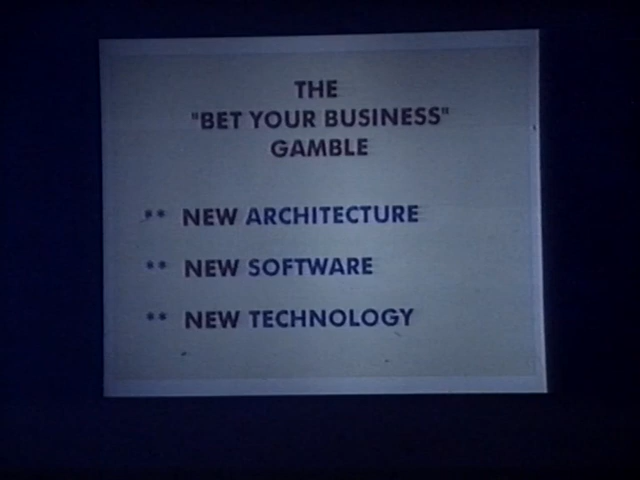 THE
"BET YOUR BUSINESS"
GAMBLE
** NEW ARCHITECTURE
** NEW SOFTWARE
** NEW TECHNOLOGY